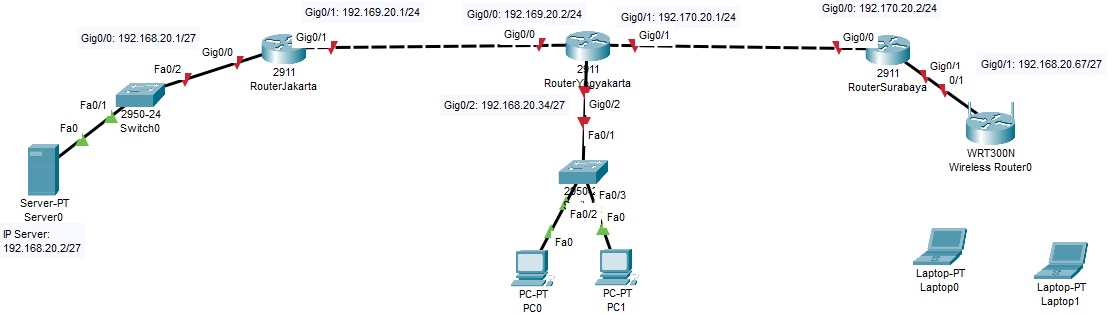 Gig0/0: 192.168.20.1/27
Gig0/1: 192.169.20.1/24
Gig0/0: 192.169.20.2/24
Gig0/1: 192.170.20.1/24
Gig0/0: 192.170.20.2/24
Gig0/0
Gig0/1
2911
RouterJakarta
Gig0/0
Gig0/1
2911
RouterYogyakarta
Gig0/0
2911
RouterSurabaya
Gig0/1
0/1
Gig0/1: 192.168.20.67/27
Fa0/2
Fa0/1
2950-24
Switch0
Fa0
Gig0/2: 192.168.20.34/27
Gig0/2
Fa0/1
WRT300N
Wireless Router0
Server-PT
Server0
IP Server:
192.168.20.2/27
Fa0/3
Fa0/2
Fa0
Fa0
PC-PT
PC0
PC-PT
PC1
Laptop-PT
Laptop0
Laptop-PT
Laptop1